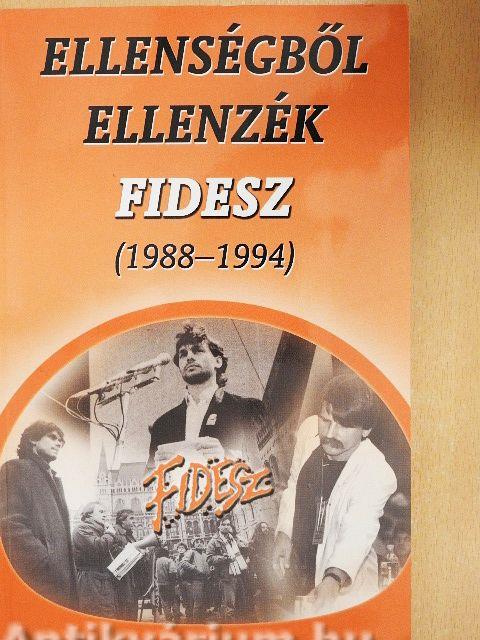 ELLENSÉGBŐL
ELLENZÉK
FIDESZ
(1988–1994)
FIDESZ
Antikvárium.hu